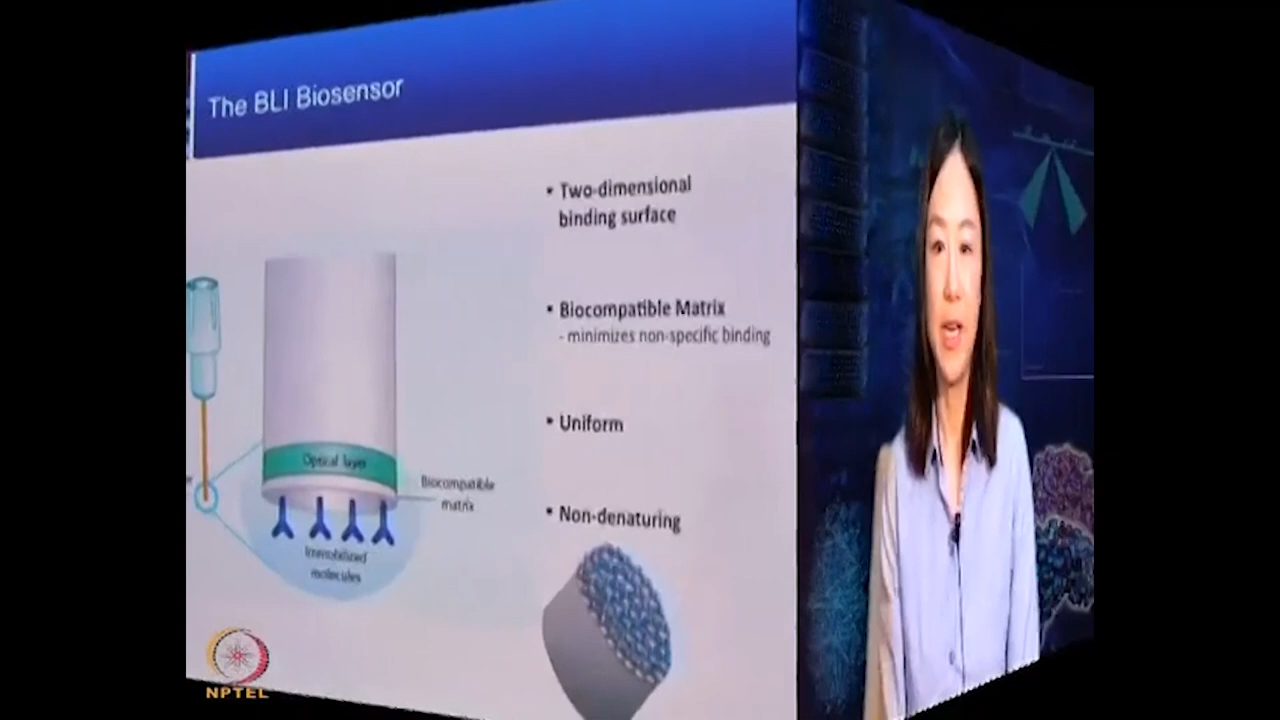 The BLI Biosensor
• Two-dimensional
binding surface
• Biocompatible Matrix
- minimizes non-specific binding
• Uniform
• Non-denaturing
Optical layer
Biocompatible
matrix
Immobilized
molecules
NPTEL